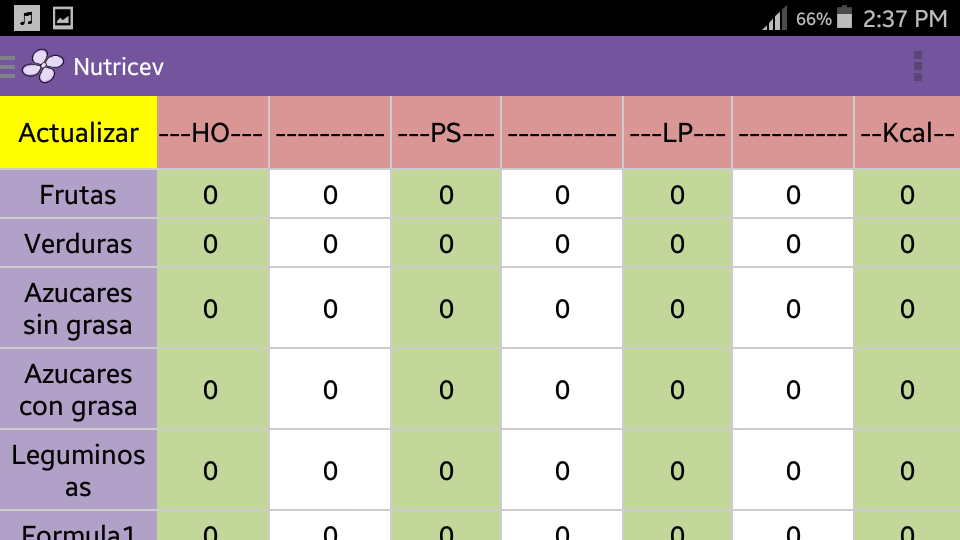 66% 2:37 PM
Nutricev
Actualizar ---HO--- ---------- ---PS--- ---------- ---LP--- ---------- --Kcal--
Frutas 0 0 0 0 0 0 0
Verduras 0 0 0 0 0 0 0
Azucares
sin grasa 0 0 0 0 0 0 0
Azucares
con grasa 0 0 0 0 0 0 0
Leguminos
as 0 0 0 0 0 0 0
Formula1 0 0 0 0 0 0 0